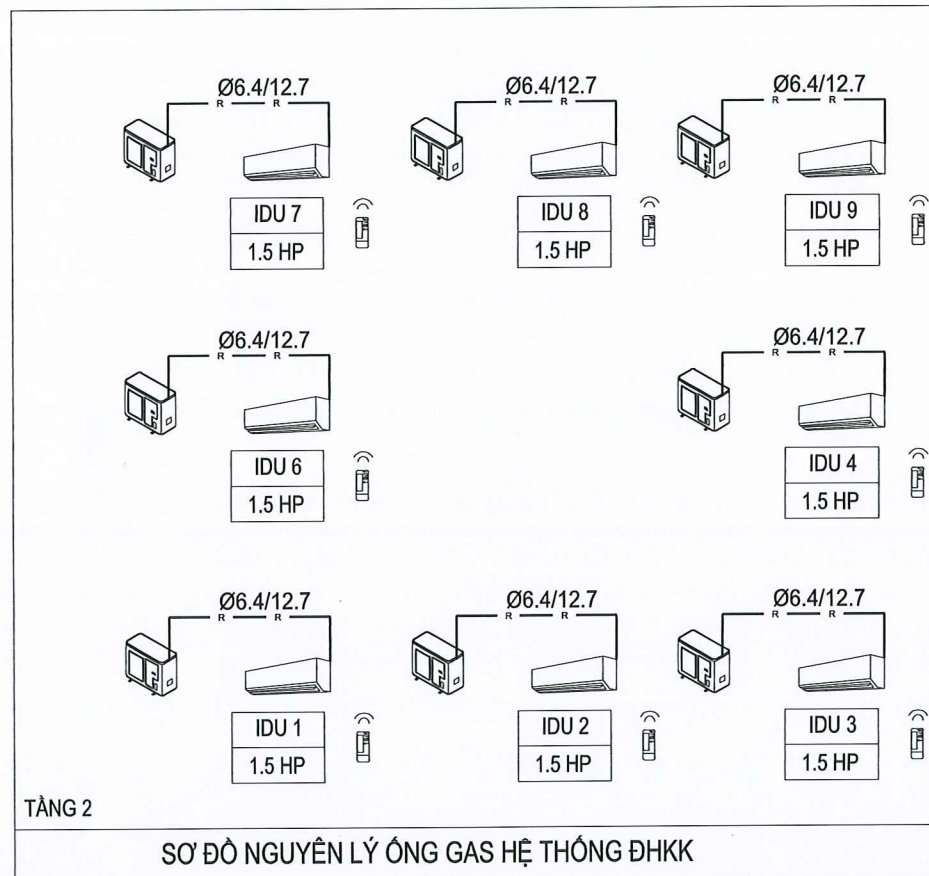 Ø6.4/12.7 Ø6.4/12.7 Ø6.4/12.7
R R R R R R
IDU 7 IDU 8 IDU 9
1.5 HP 1.5 HP 1.5 HP
Ø6.4/12.7 Ø6.4/12.7
R R R R
IDU 6 IDU 4
1.5 HP 1.5 HP
Ø6.4/12.7 Ø6.4/12.7 Ø6.4/12.7
R R R R R R
IDU 1 IDU 2 IDU 3
1.5 HP 1.5 HP 1.5 HP
TẦNG 2
SƠ ĐỒ NGUYÊN LÝ ỐNG GAS HỆ THỐNG ĐHKK